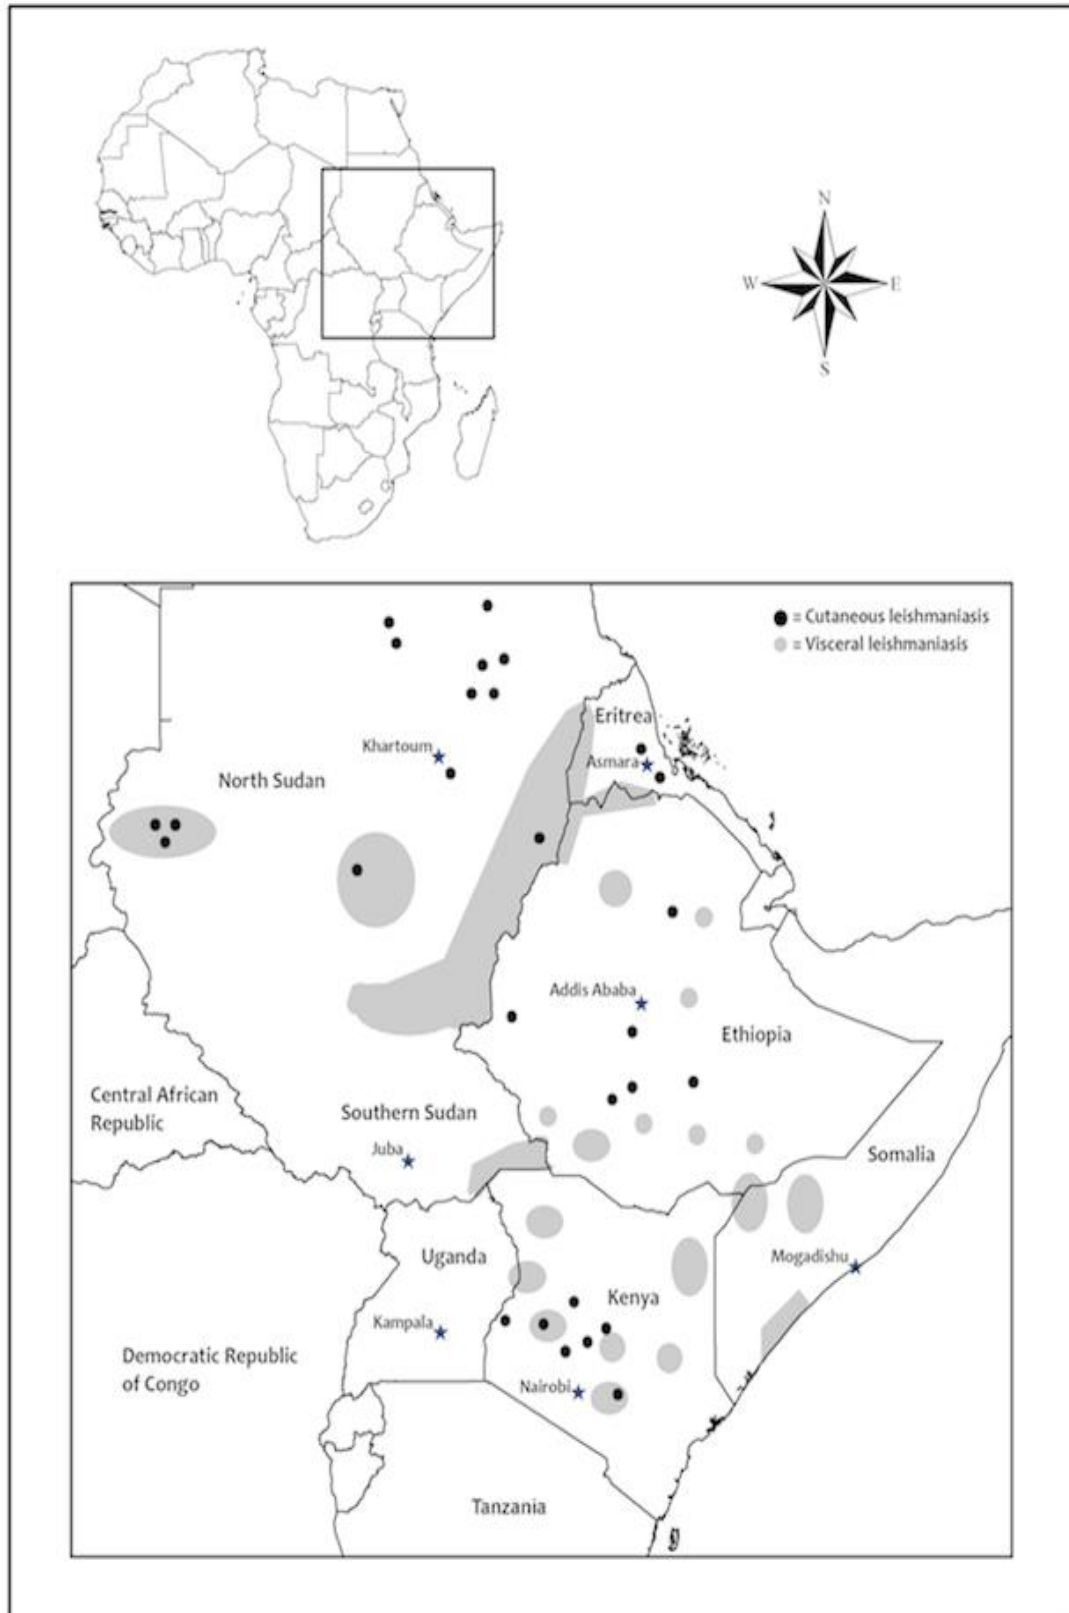 N
W
E
S
● = Cutaneous leishmaniasis
● = Visceral leishmaniasis
Eritrea
Khartoum
Asmara
North Sudan
Addis Ababa
Ethiopia
Central African
Republic
Southern Sudan
Juba
Somalia
Uganda
Mogadishu
Kenya
Kampala
Democratic Republic
of Congo
Nairobi
Tanzania